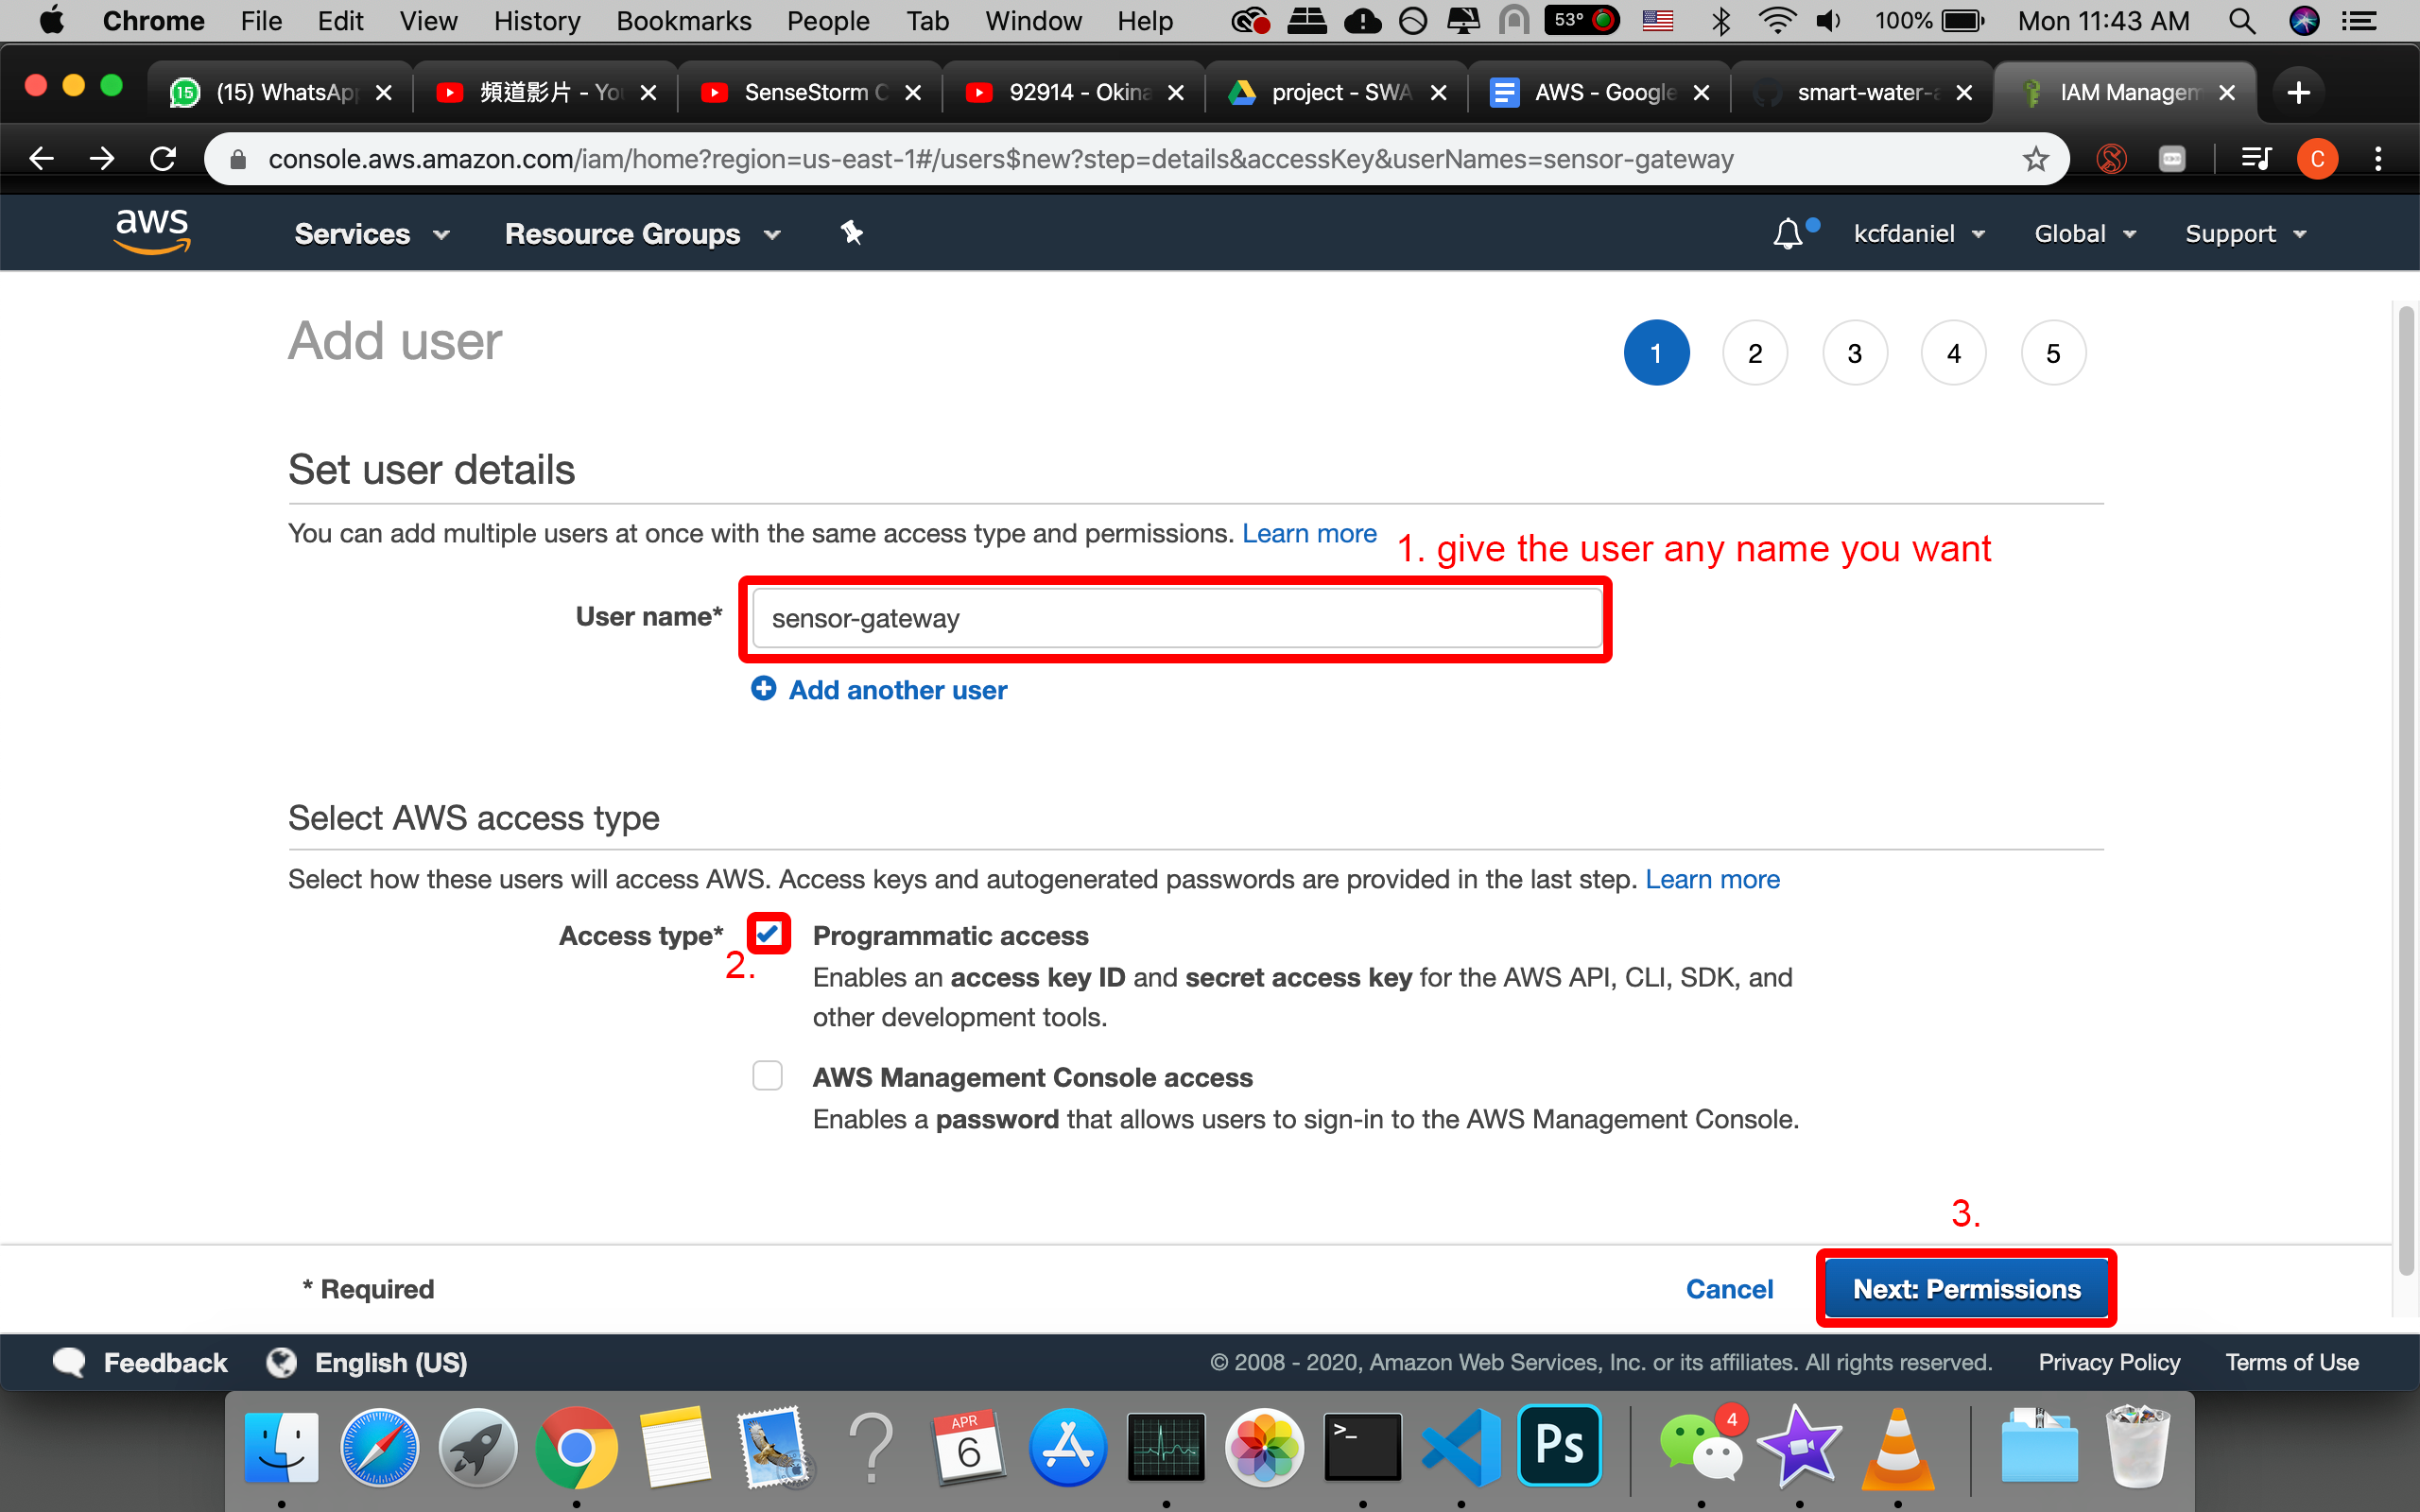 Chrome File Edit View History Bookmarks People Tab Window Help 53° 100% Mon 11:43 AM
15 (15) WhatsApp 頻道影片 - You SenseStorm C 92914 - Okina project - SWA AWS - Google smart-water-a IAM Managem
console.aws.amazon.com/iam/home?region=us-east-1#/users$new?step=details&accessKey&userNames=sensor-gateway C
aws Services Resource Groups kcfdaniel Global Support
Add user 1 2 3 4 5
Set user details
You can add multiple users at once with the same access type and permissions. Learn more
1. give the user any name you want
User name* sensor-gateway
Add another user
Select AWS access type
Select how these users will access AWS. Access keys and autogenerated passwords are provided in the last step. Learn more
Access type* Programmatic access
2.
Enables an access key ID and secret access key for the AWS API, CLI, SDK, and
other development tools.
AWS Management Console access
Enables a password that allows users to sign-in to the AWS Management Console.
3.
* Required Cancel Next: Permissions
Feedback English (US) © 2008 - 2020, Amazon Web Services, Inc. or its affiliates. All rights reserved. Privacy Policy Terms of Use
APR
6
>_
Ps
4